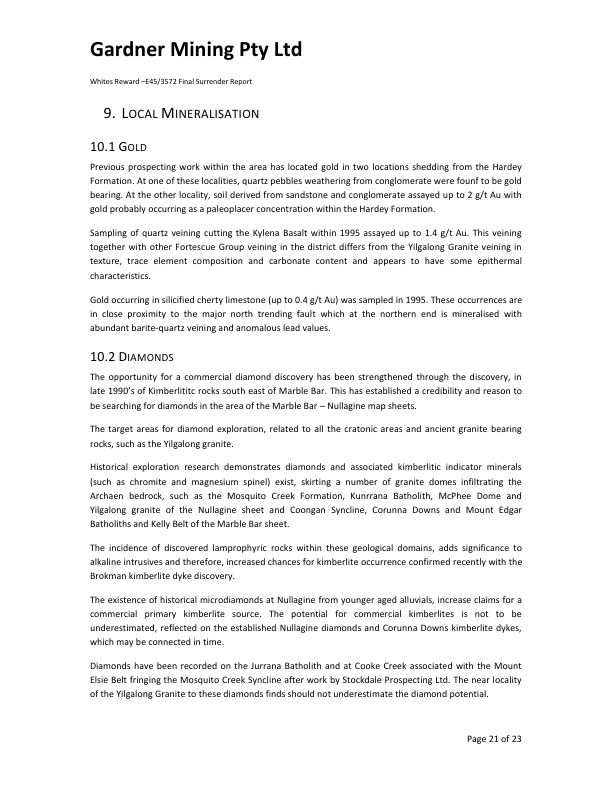 Gardner Mining Pty Ltd
Whites Reward –E45/3572 Final Surrender Report
9. LOCAL MINERALISATION
10.1 GOLD
Previous prospecting work within the area has located gold in two locations shedding from the Hardey
Formation. At one of these localities, quartz pebbles weathering from conglomerate were founf to be gold
bearing. At the other locality, soil derived from sandstone and conglomerate assayed up to 2 g/t Au with
gold probably occurring as a paleoplacer concentration within the Hardey Formation.
Sampling of quartz veining cutting the Kylena Basalt within 1995 assayed up to 1.4 g/t Au. This veining
together with other Fortescue Group veining in the district differs from the Yilgalong Granite veining in
texture, trace element composition and carbonate content and appears to have some epithermal
characteristics.
Gold occurring in silicified cherty limestone (up to 0.4 g/t Au) was sampled in 1995. These occurrences are
in close proximity to the major north trending fault which at the northern end is mineralised with
abundant barite-quartz veining and anomalous lead values.
10.2 DIAMONDS
The opportunity for a commercial diamond discovery has been strengthened through the discovery, in
late 1990's of Kimberlititc rocks south east of Marble Bar. This has established a credibility and reason to
be searching for diamonds in the area of the Marble Bar – Nullagine map sheets.
The target areas for diamond exploration, related to all the cratonic areas and ancient granite bearing
rocks, such as the Yilgalong granite.
Historical exploration research demonstrates diamonds and associated kimberlitic indicator minerals
(such as chromite and magnesium spinel) exist, skirting a number of granite domes infiltrating the
Archaen bedrock, such as the Mosquito Creek Formation, Kunrrana Batholith, McPhee Dome and
Yilgalong granite of the Nullagine sheet and Coongan Syncline, Corunna Downs and Mount Edgar
Batholiths and Kelly Belt of the Marble Bar sheet.
The incidence of discovered lamprophyric rocks within these geological domains, adds significance to
alkaline intrusives and therefore, increased chances for kimberlite occurrence confirmed recently with the
Brokman kimberlite dyke discovery.
The existence of historical microdiamonds at Nullagine from younger aged alluvials, increase claims for a
commercial primary kimberlite source. The potential for commercial kimberlites is not to be
underestimated, reflected on the established Nullagine diamonds and Corunna Downs kimberlite dykes,
which may be connected in time.
Diamonds have been recorded on the Jurrana Batholith and at Cooke Creek associated with the Mount
Elsie Belt fringing the Mosquito Creek Syncline after work by Stockdale Prospecting Ltd. The near locality
of the Yilgalong Granite to these diamonds finds should not underestimate the diamond potential.
Page 21 of 23